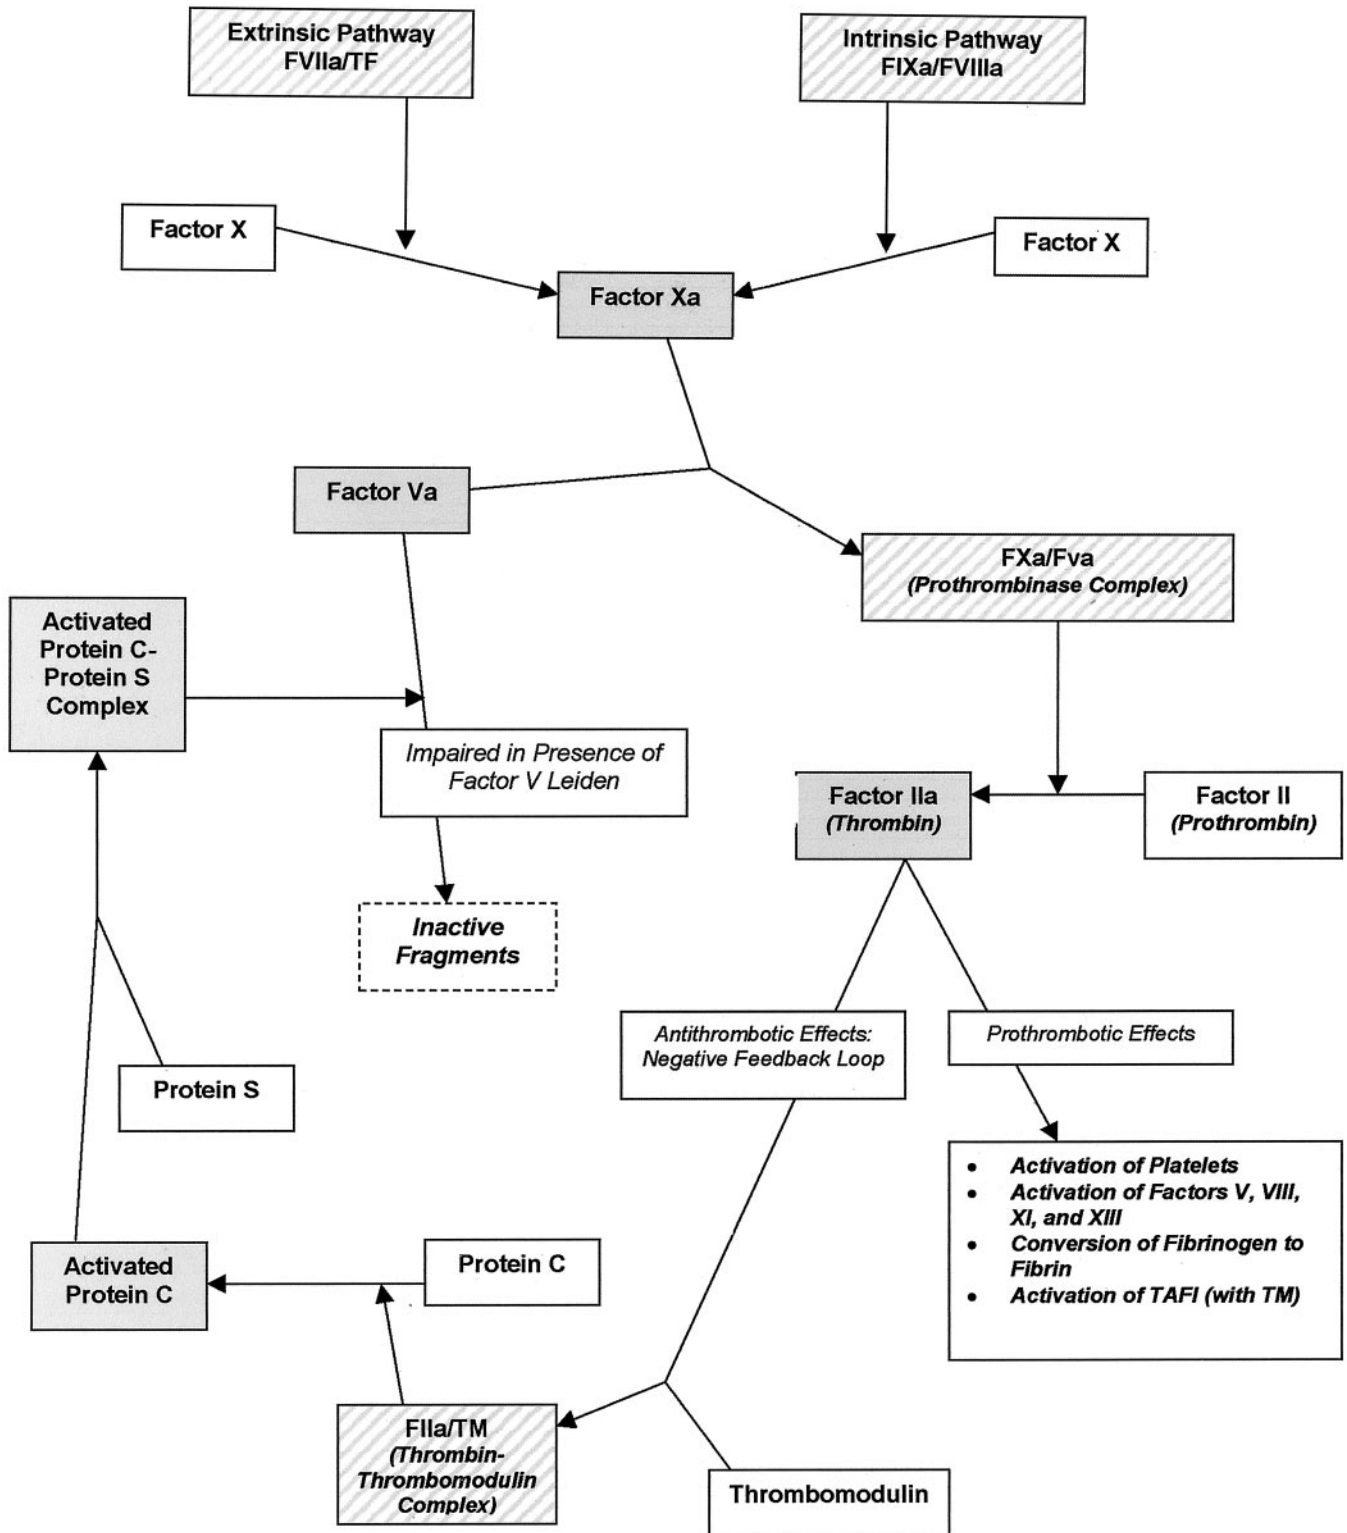 Extrinsic Pathway
FVIIa/TF
Intrinsic Pathway
FIXa/FVIIIa
Factor X
Factor X
Factor Xa
Factor Va
FXa/Fva
(Prothrombinase Complex)
Activated
Protein C-
Protein S
Complex
Impaired in Presence of
Factor V Leiden
Factor IIa
(Thrombin)
Factor II
(Prothrombin)
Inactive
Fragments
Antithrombotic Effects:
Negative Feedback Loop
Prothrombotic Effects
Protein S
• Activation of Platelets
• Activation of Factors V, VIII,
XI, and XIII
• Conversion of Fibrinogen to
Fibrin
• Activation of TAFI (with TM)
Activated
Protein C
Protein C
FIIa/TM
(Thrombin-
Thrombomodulin
Complex)
Thrombomodulin